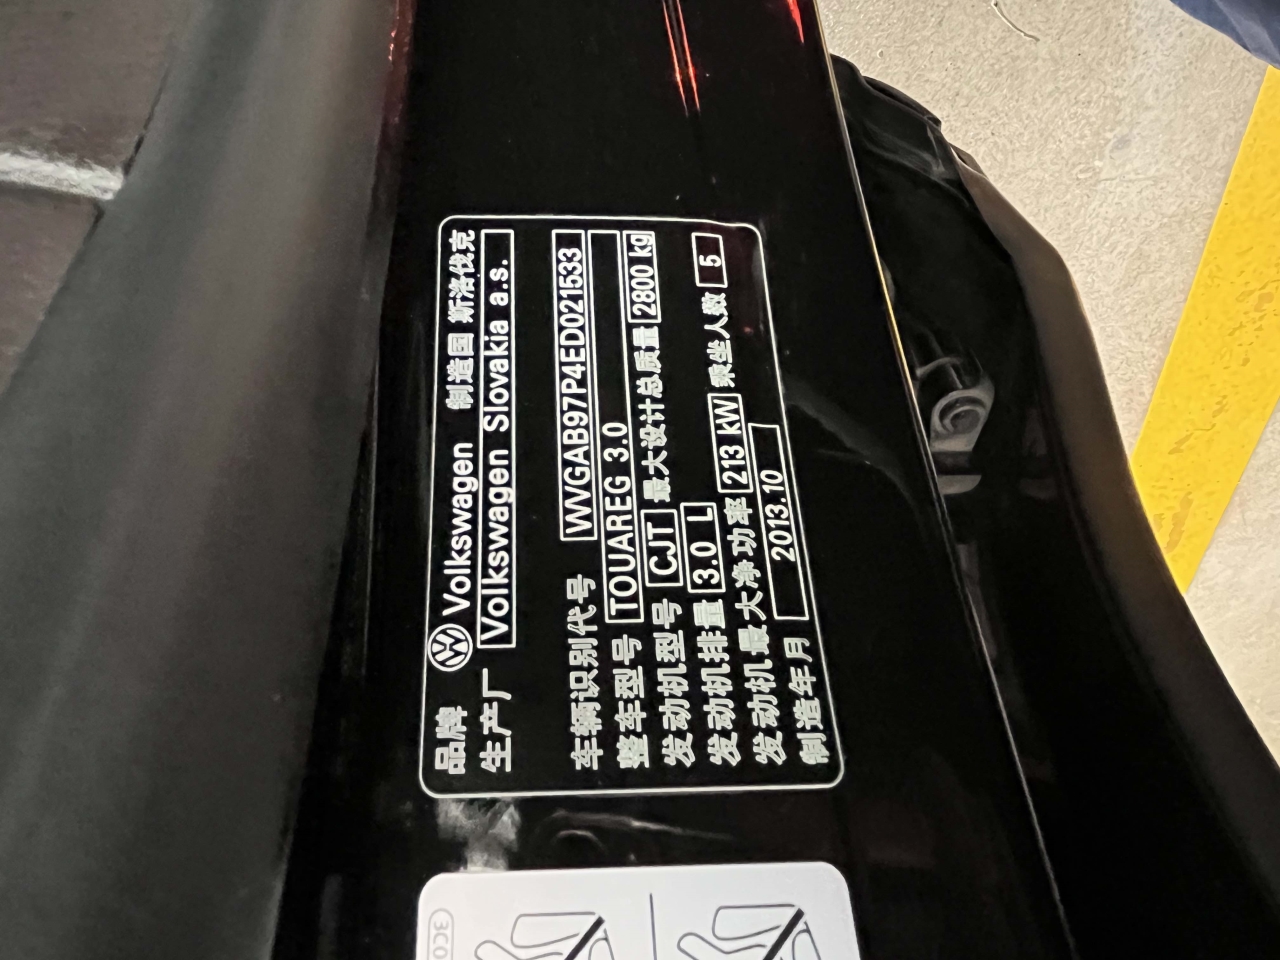 品牌 Volkswagen 制造国 斯洛伐克
生产厂 Volkswagen Slovakia a.s.
车辆识别代号 WVGAB97P4ED021533
整车型号 TOUAREG 3.0
发动机型号 CJT 最大设计总质量 2800 kg
发动机排量 3.0 L
发动机最大净功率 213 kW 乘坐人数 5
制造年月 2013.10
3C0